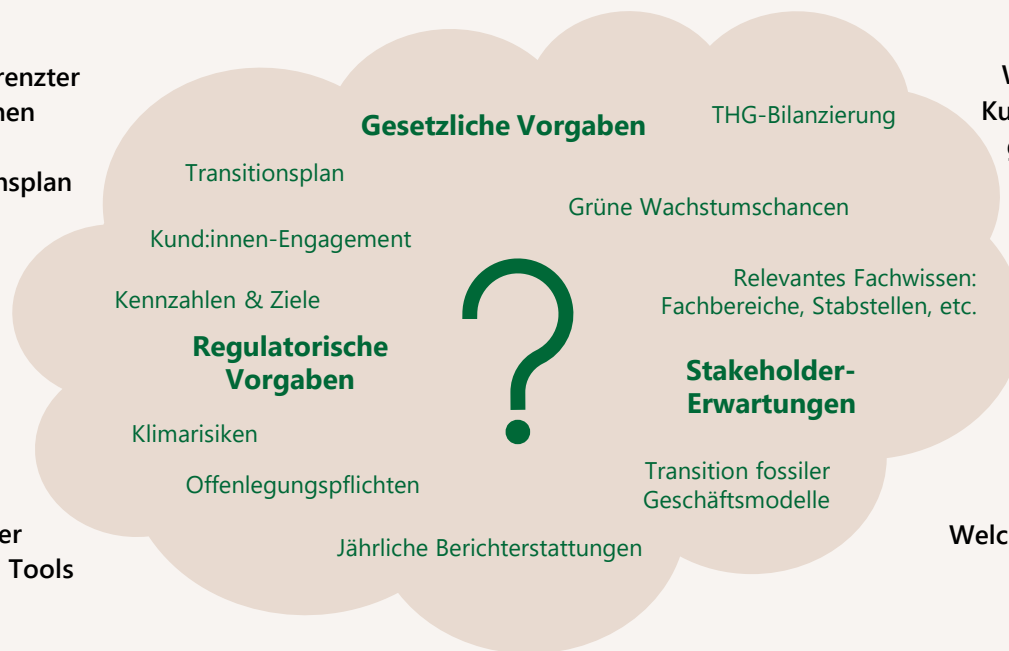 renzter
nen
nsplan
Gesetzliche Vorgaben
THG-Bilanzierung
Transitionsplan
Grüne Wachstumschancen
Kund:innen-Engagement
Kennzahlen & Ziele
Relevantes Fachwissen:
Fachbereiche, Stabstellen, etc.
Regulatorische
Vorgaben
?
Stakeholder-
Erwartungen
Klimarisiken
Offenlegungspflichten
Transition fossiler
Geschäftsmodelle
Jährliche Berichterstattungen
er
Tools
W
Ku
Welc